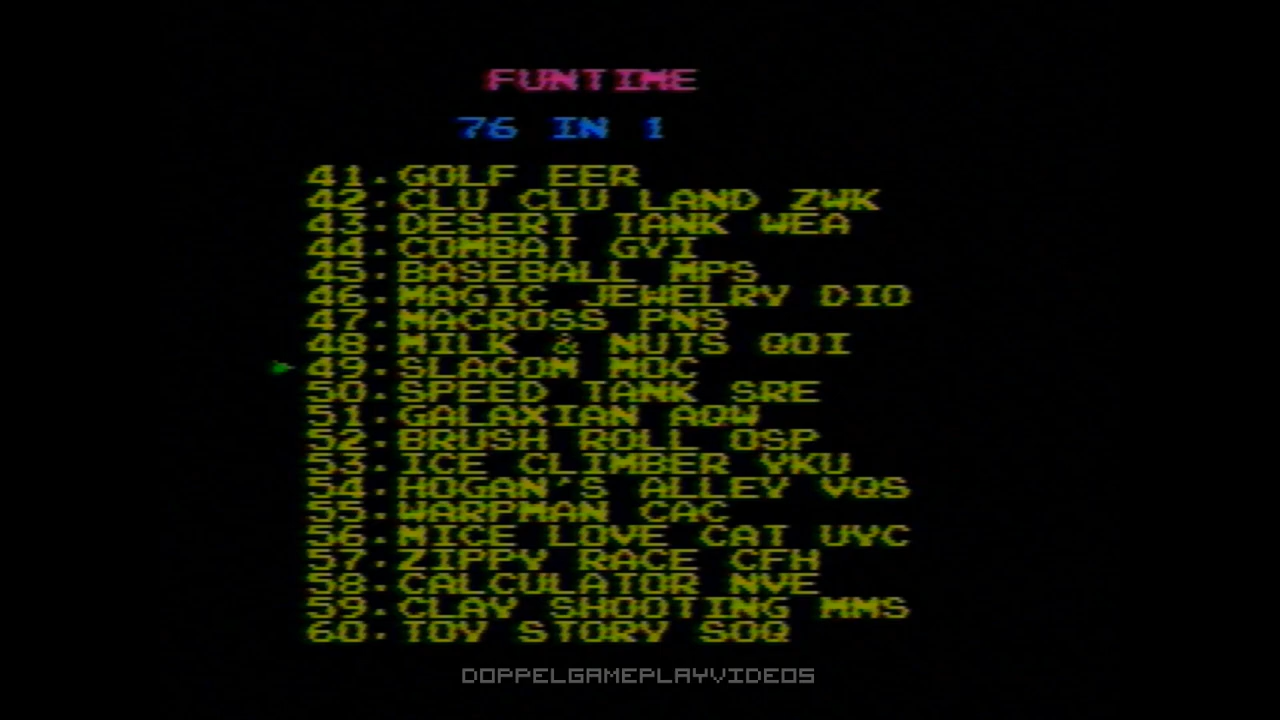 FUNTIME
76 IN 1
41.GOLF EER
42.CLU CLU LAND ZWK
43.DESERT TANK WEA
44.COMBAT GVI
45.BASEBALL MPS
46.MAGIC JEWELRY DIO
47.MACROSS PNS
48.MILK & NUTS QOI
49.SLACOM MOC
50.SPEED TANK SRE
51.GALAXIAN AQW
52.BRUSH ROLL OSP
53.ICE CLIMBER YKU
54.HOGAN'S ALLEY VQS
55.WARPMAN CAC
56.MICE LOVE CAT UYC
57.ZIPPY RACE CFH
58.CALCULATOR NVE
59.CLAY SHOOTING MMS
60.TOY STORY SOQ
DOPPELGAMEPLAYVIDEOS